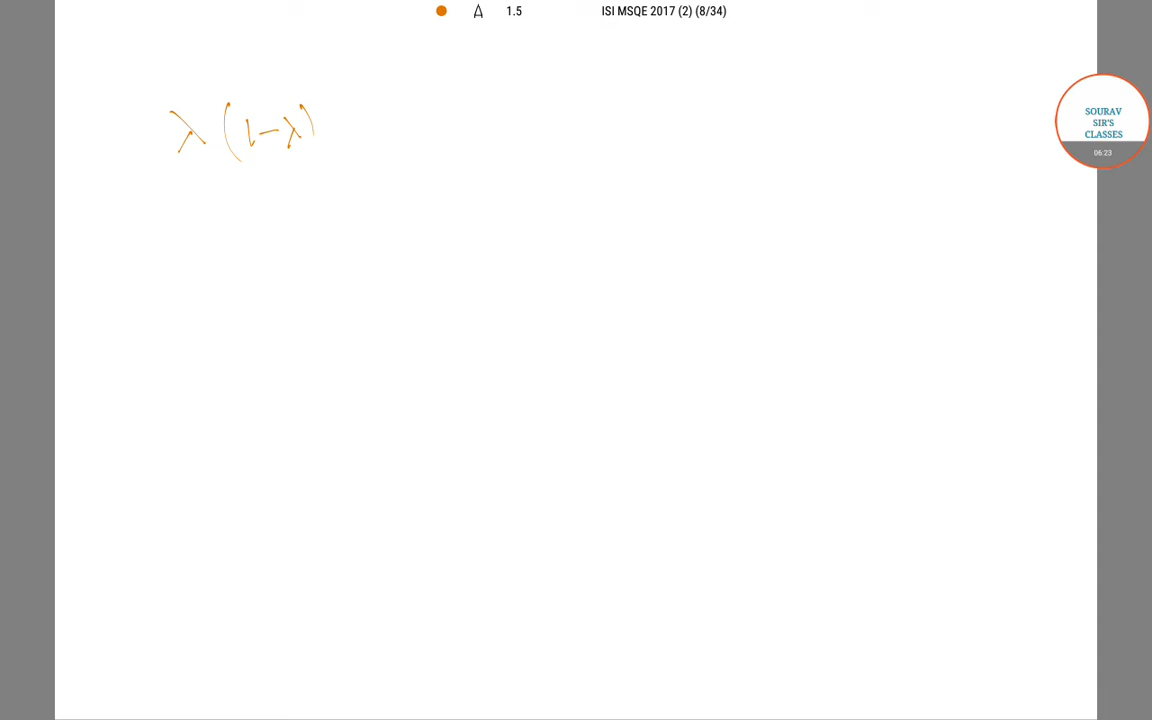 1.5 ISI MSQE 2017 (2) (8/34)
λ (1-λ)
SOURAV
SIR'S
CLASSES
06:23